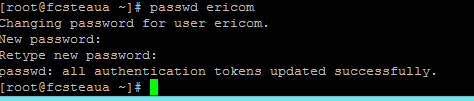 [root@fcsteaua ~]# passwd ericom
Changing password for user ericom.
New password:
Retype new password:
passwd: all authentication tokens updated successfully.
[root@fcsteaua ~]#